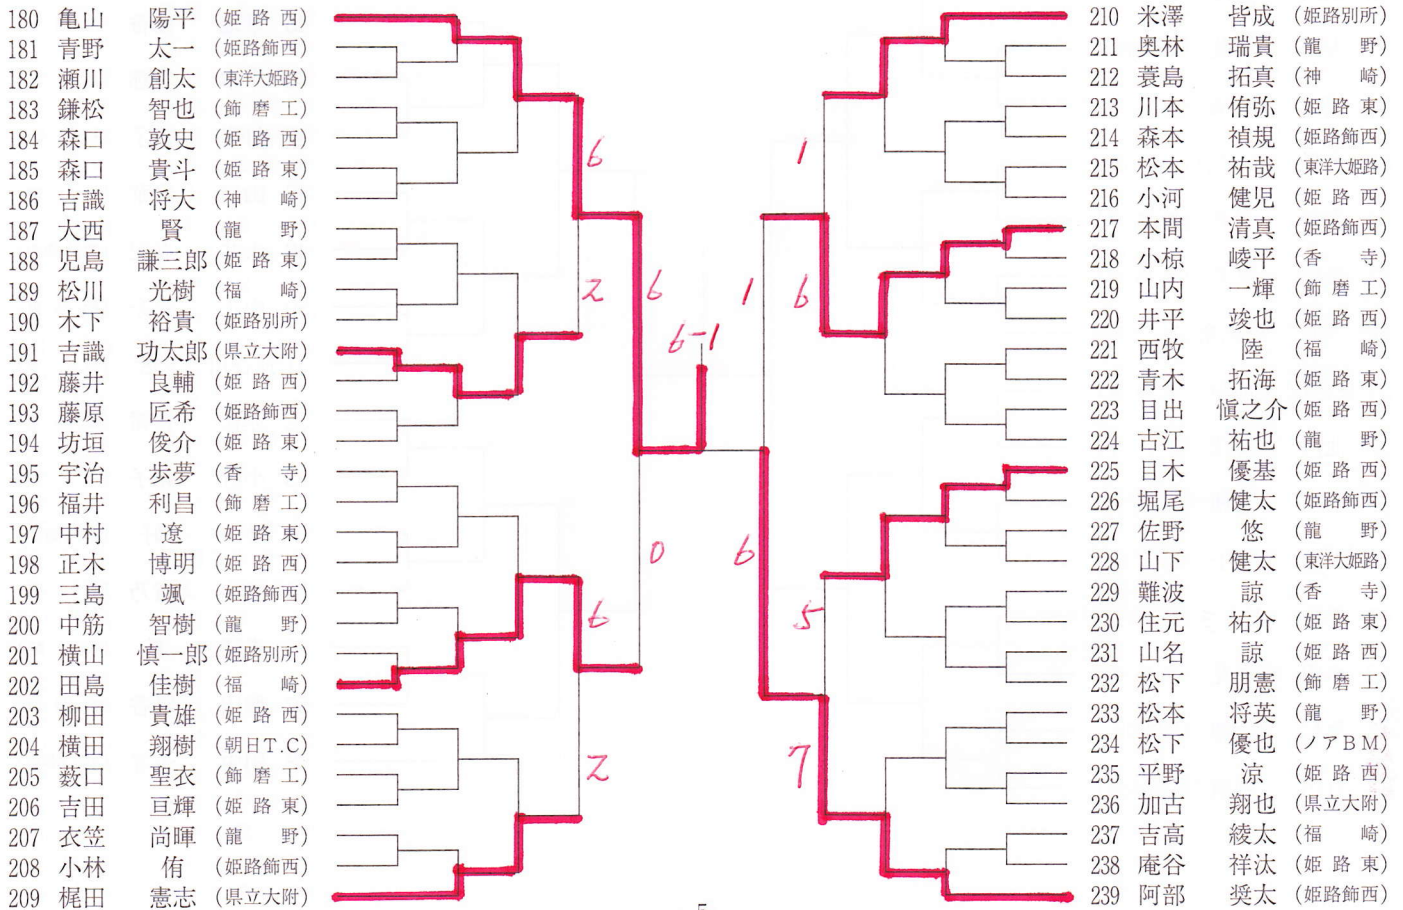 180 亀山 陽平 (姫路西)
181 青野 太一 (姫路飾西)
182 瀬川 創太 (東洋大姫路)
183 鎌松 智也 (飾磨工)
184 森口 敦史 (姫路西)
185 森口 貴斗 (姫路東)
186 吉識 将大 (神崎)
187 大西 賢 (龍野)
188 児島 謙三郎 (姫路東)
189 松川 光樹 (福崎)
190 木下 裕貴 (姫路別所)
191 吉識 功太郎 (県立大附)
192 藤井 良輔 (姫路西)
193 藤原 匠希 (姫路飾西)
194 坊垣 俊介 (姫路東)
195 宇治 歩夢 (香寺)
196 福井 利昌 (飾磨工)
197 中村 遼 (姫路東)
198 正木 博明 (姫路西)
199 三島 颯 (姫路飾西)
200 中筋 智樹 (龍野)
201 横山 慎一郎 (姫路別所)
202 田島 佳樹 (福崎)
203 柳田 貴雄 (姫路西)
204 横田 翔樹 (朝日T.C)
205 薮口 聖衣 (飾磨工)
206 吉田 亘輝 (姫路東)
207 衣笠 尚暉 (龍野)
208 小林 侑 (姫路飾西)
209 梶田 憲志 (県立大附)
6
2
6
0
6
2
6-1
1
6
1
6
5
7
210 米澤 皆成 (姫路別所)
211 奥林 瑞貴 (龍野)
212 蓑島 拓真 (神崎)
213 川本 侑弥 (姫路東)
214 森本 禎規 (姫路飾西)
215 松本 祐哉 (東洋大姫路)
216 小河 健児 (姫路西)
217 本間 清真 (姫路飾西)
218 小椋 崚平 (香寺)
219 山内 一輝 (飾磨工)
220 井平 竣也 (姫路西)
221 西牧 陸 (福崎)
222 青木 拓海 (姫路東)
223 目出 愼之介 (姫路西)
224 古江 祐也 (龍野)
225 目木 優基 (姫路西)
226 堀尾 健太 (姫路飾西)
227 佐野 悠 (龍野)
228 山下 健太 (東洋大姫路)
229 難波 諒 (香寺)
230 住元 祐介 (姫路東)
231 山名 諒 (姫路西)
232 松下 朋憲 (飾磨工)
233 松本 将英 (龍野)
234 松下 優也 (ノアBM)
235 平野 涼 (姫路西)
236 加古 翔也 (県立大附)
237 吉高 綾太 (福崎)
238 庵谷 祥汰 (姫路東)
239 阿部 奨太 (姫路飾西)